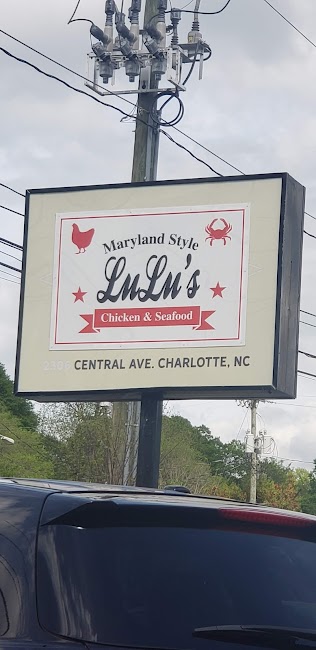 Maryland Style
LuLu's
Chicken & Seafood
CENTRAL AVE. CHARLOTTE, NC